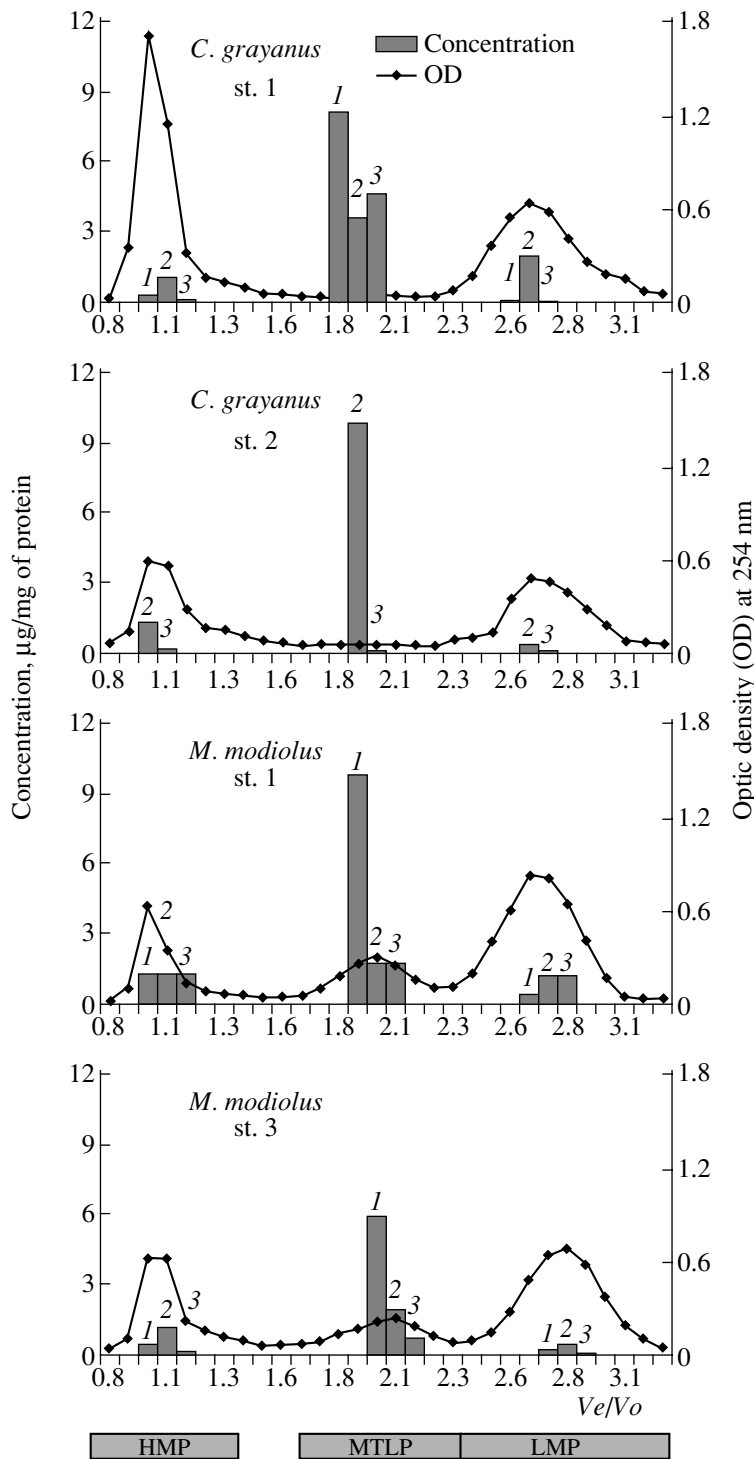 Concentration, µg/mg of protein
Optic density (OD) at 254 nm
C. grayanus
st. 1
Concentration
OD
12
9
6
3
0
1.8
1.2
0.6
0
1 2 3
1 2 3
1 2 3
0.8 1.1 1.3 1.6 1.8 2.1 2.3 2.6 2.8 3.1
C. grayanus
st. 2
12
9
6
3
0
1.8
1.2
0.6
0
2 3
2 3
2 3
0.8 1.1 1.3 1.6 1.8 2.1 2.3 2.6 2.8 3.1
M. modiolus
st. 1
12
9
6
3
0
1.8
1.2
0.6
0
1 2 3
1 2 3
1 2 3
0.8 1.1 1.3 1.6 1.8 2.1 2.3 2.6 2.8 3.1
M. modiolus
st. 3
12
9
6
3
0
1.8
1.2
0.6
0
1 2 3
1 2 3
1 2 3
0.8 1.1 1.3 1.6 1.8 2.1 2.3 2.6 2.8 3.1
Ve/Vo
HMP MTLP LMP